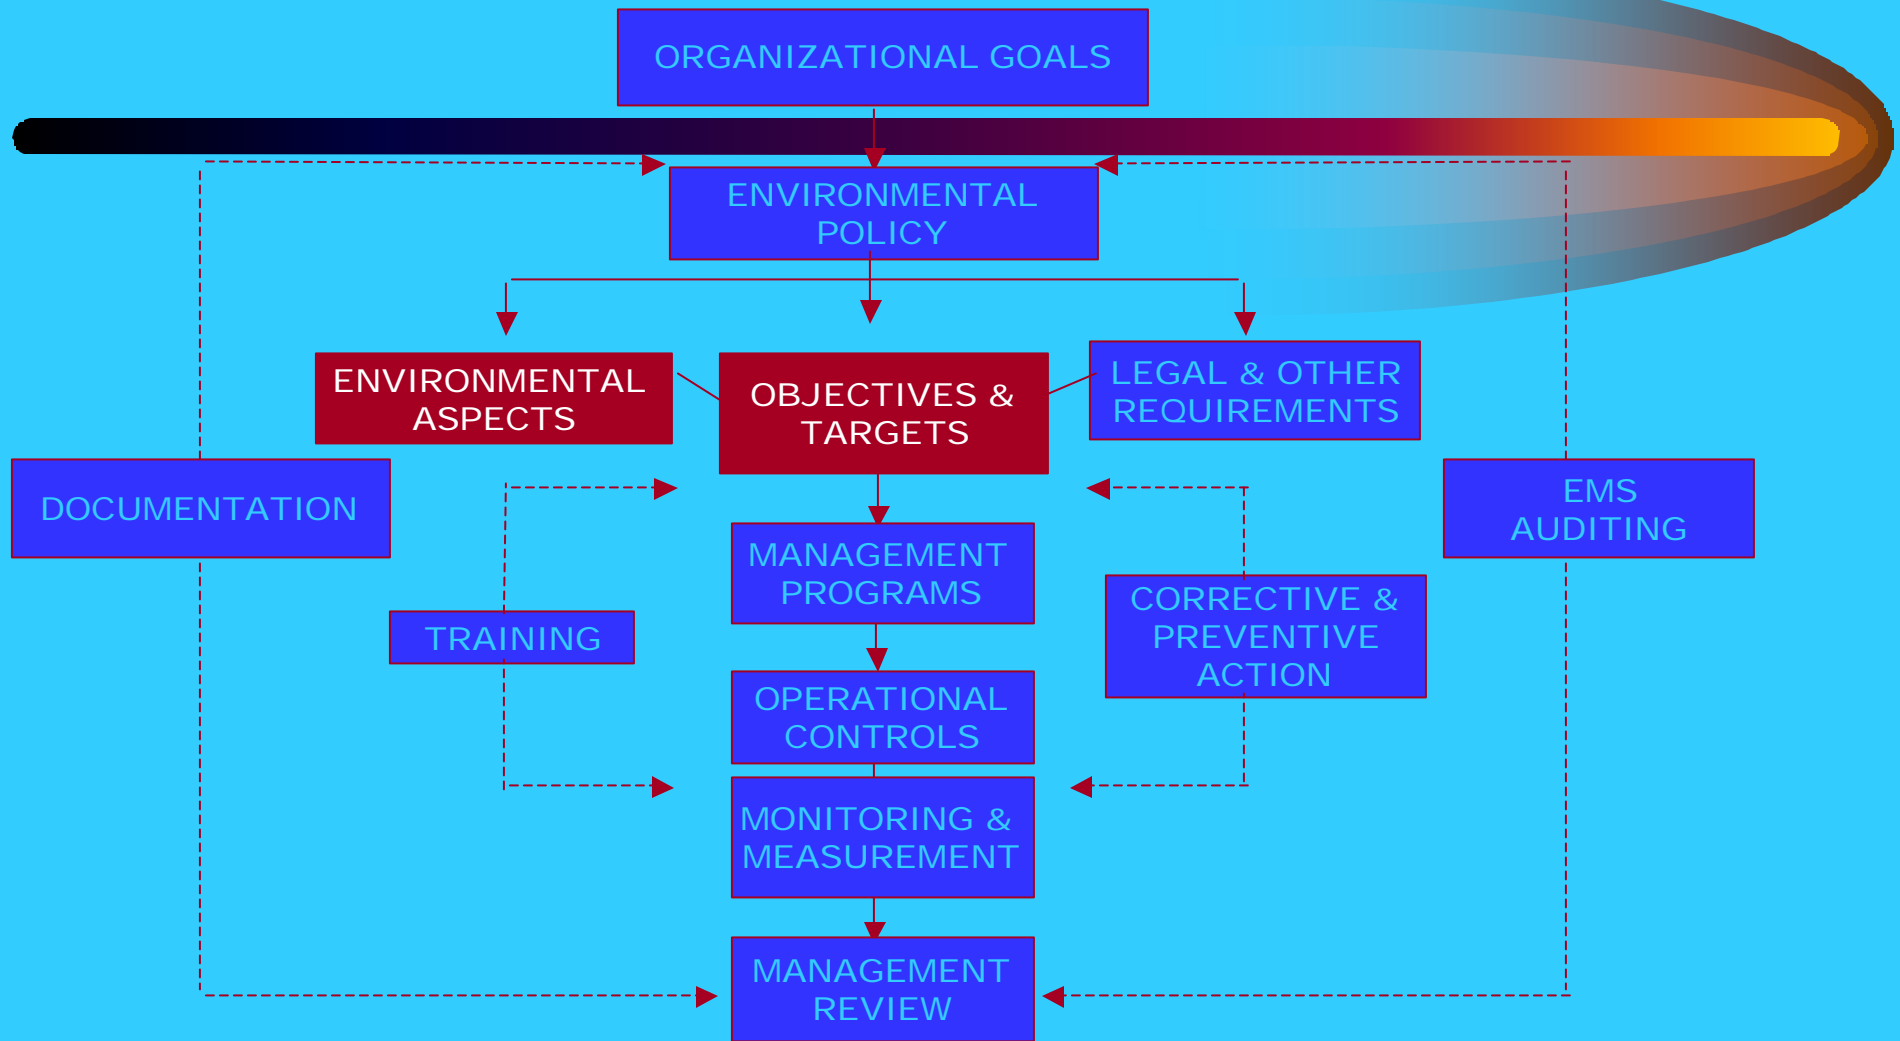 ORGANIZATIONAL GOALS
ENVIRONMENTAL
POLICY
ENVIRONMENTAL
ASPECTS
OBJECTIVES &
TARGETS
LEGAL & OTHER
REQUIREMENTS
DOCUMENTATION
EMS
AUDITING
MANAGEMENT
PROGRAMS
TRAINING
CORRECTIVE &
PREVENTIVE
ACTION
OPERATIONAL
CONTROLS
MONITORING &
MEASUREMENT
MANAGEMENT
REVIEW